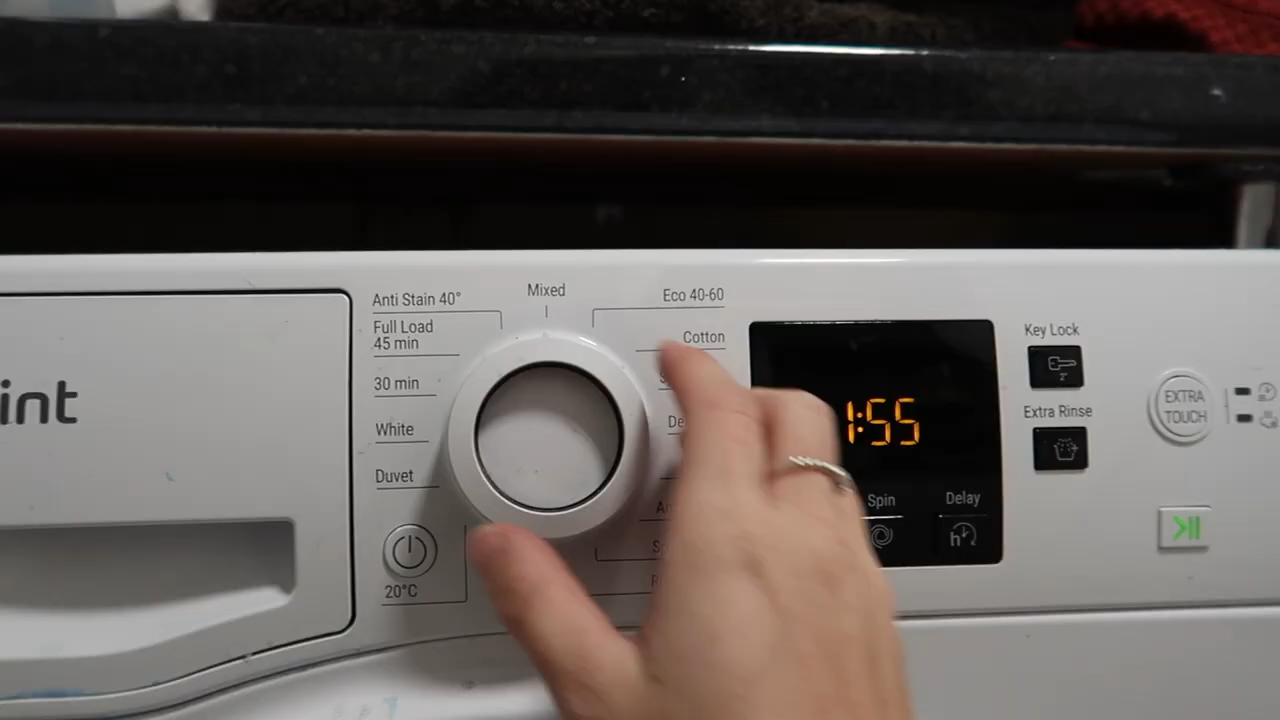 int
Anti Stain 40°
Full Load
45 min
30 min
White
Duvet
20°C
Mixed
Eco 40-60
Cotton
1:55
Spin
Delay
h
Key Lock
2"
Extra Rinse
EXTRA
TOUCH